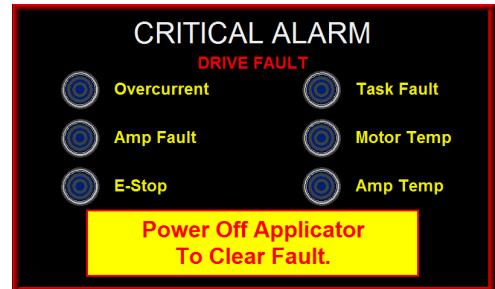 CRITICAL ALARM
DRIVE FAULT
Overcurrent
Task Fault
Amp Fault
Motor Temp
E-Stop
Amp Temp
Power Off Applicator
To Clear Fault.